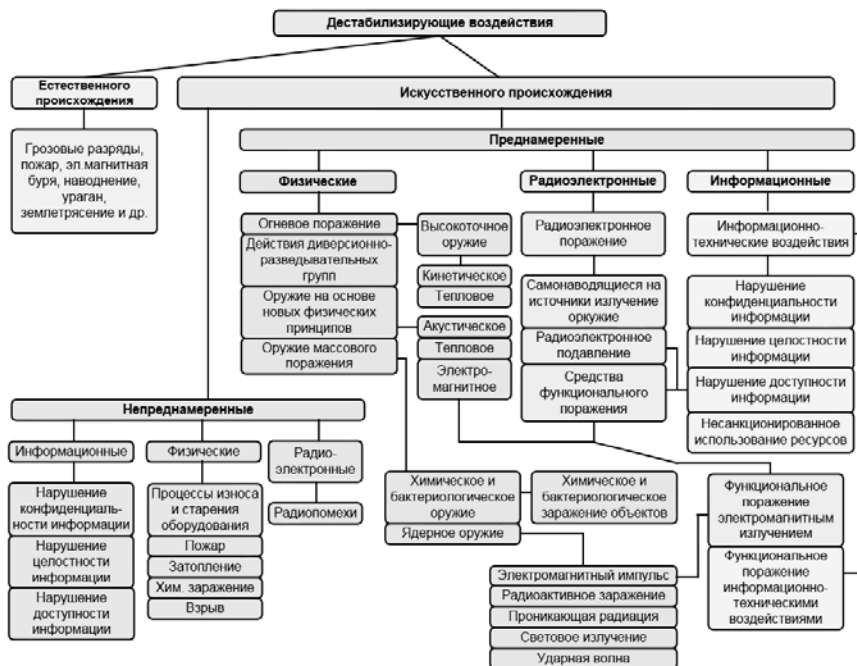 Дестабилизирующие воздействия
Естественного
происхождения
Искусственного происхождения
Грозовые разряды,
пожар, эл.магнитная
буря, наводнение,
ураган,
землетрясение и др.
Преднамеренные
Физические
Радиоэлектронные
Информационные
Огневое поражение
Действия диверсионно-
разведывательных
групп
Оружие на основе
новых физических
принципов
Оружие массового
поражения
Высокоточное
оружие
Кинетическое
Тепловое
Акустическое
Тепловое
Электро-
магнитное
Радиоэлектронное
поражение
Самонаводящиеся на
источники излучение
оркужие
Радиоэлектронное
подавление
Средства
функционального
поражения
Информационно-
технические воздействия
Нарушение
конфиденциальности
информации
Нарушение целостности
информации
Нарушение доступности
информации
Несанкционированное
использование ресурсов
Непреднамеренные
Информационные
Физические
Радио-
электронные
Нарушение
конфиденциаль-
ности информации
Нарушение
целостности
информации
Нарушение
доступности
информации
Процессы износа
и старения
оборудования
Пожар
Затопление
Хим. заражение
Взрыв
Радиопомехи
Химическое и
бактериологическое
оружие
Ядерное оружие
Химическое и
бактериологическое
заражение объектов
Функциональное
поражение
электромагнитным
излучением
Функциональное
поражение
информационно-
техническими
воздействиями
Электромагнитный импульс
Радиоактивное заражение
Проникающая радиация
Световое излучение
Ударная волна